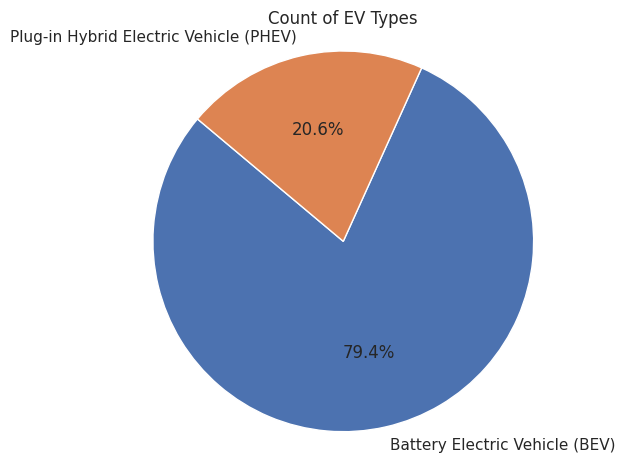 Count of EV Types
Plug-in Hybrid Electric Vehicle (PHEV)
20.6%
79.4%
Battery Electric Vehicle (BEV)